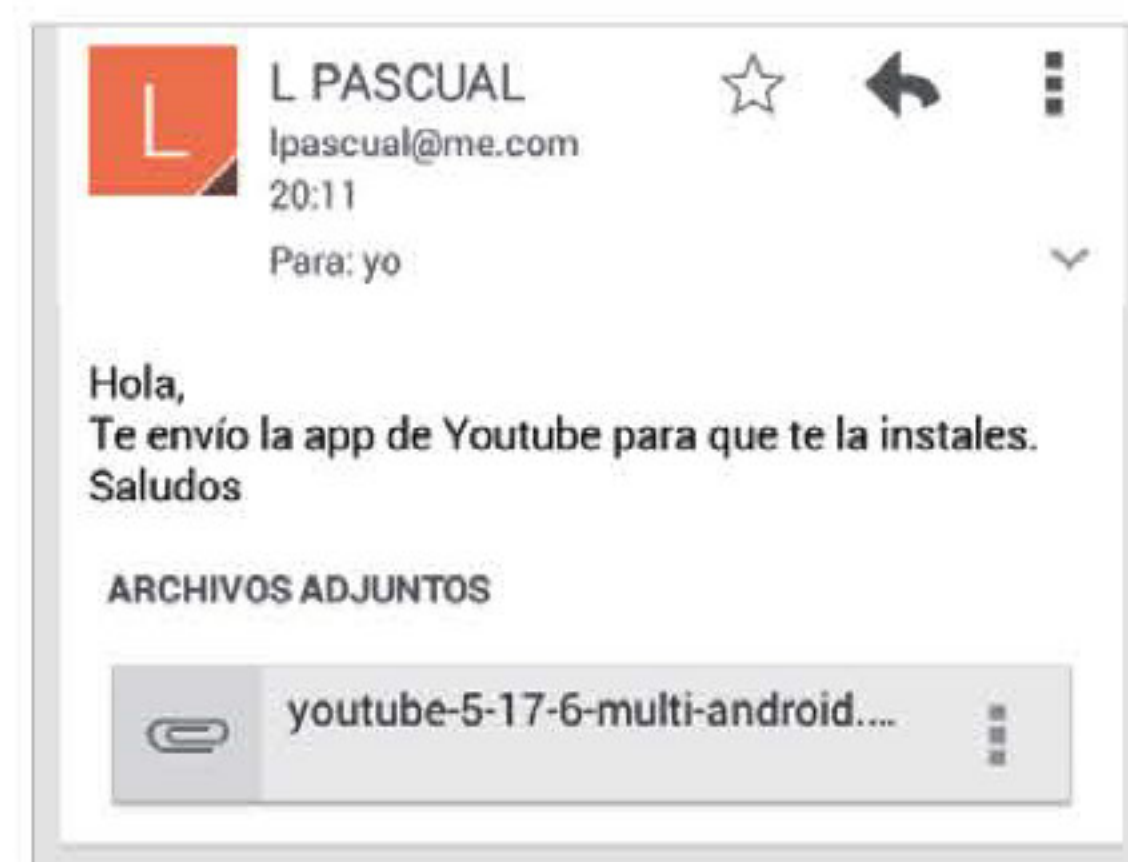 L
L PASCUAL
lpascual@me.com
20:11
Para: yo
Hola,
Te envío la app de Youtube para que te la instales.
Saludos
ARCHIVOS ADJUNTOS
youtube-5-17-6-multi-android....